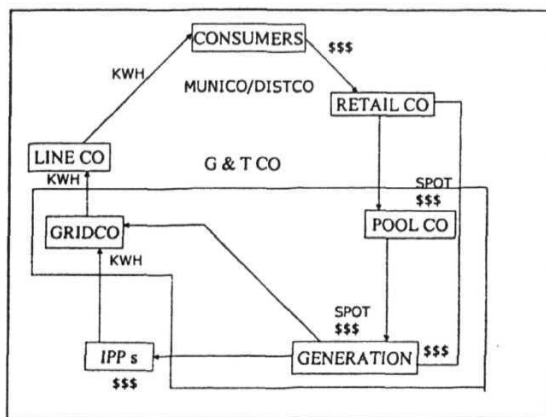 CONSUMERS
$$$
KWH
MUNICO/DISTCO
RETAIL CO
LINE CO
G & T CO
KWH
SPOT
$$$
GRIDCO
POOL CO
KWH
SPOT
$$$
IPP s
GENERATION
$$$
$$$